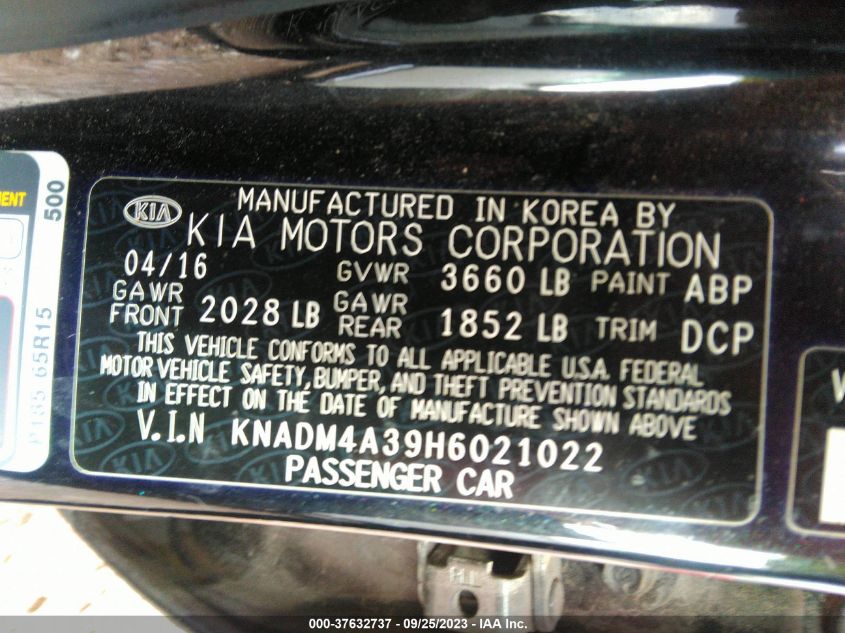 MENT
500
P185 65R15
KIA
MANUFACTURED IN KOREA BY
KIA MOTORS CORPORATION
04/16 GVWR 3660 LB PAINT ABP
GAWR FRONT 2028 LB GAWR REAR 1852 LB TRIM DCP
THIS VEHICLE CONFORMS TO ALL APPLICABLE U.S.A. FEDERAL
MOTOR VEHICLE SAFETY, BUMPER, AND THEFT PREVENTION STANDARDS
IN EFFECT ON THE DATE OF MANUFACTURE SHOWN ABOVE
V.I.N KNADM4A39H6021022
PASSENGER CAR
V
000-37632737 - 09/25/2023 - IAA Inc.